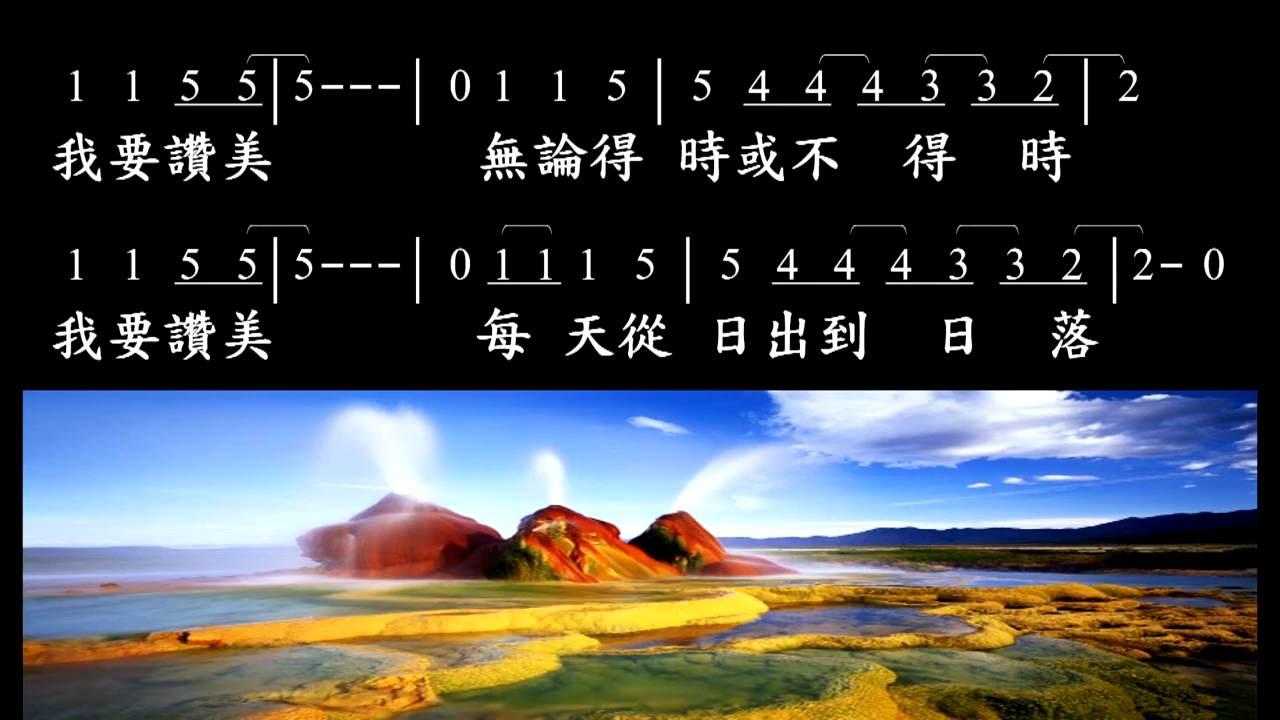 1 1 5 5 | 5 - - - | 0 1 1 5 | 5 4 4 4 3 3 2 | 2
我要讚美 無論得 時或不 得 時
1 1 5 5 | 5 - - - | 0 1 1 1 5 | 5 4 4 4 3 3 2 | 2 - 0
我要讚美 每 天從 日出到 日 落